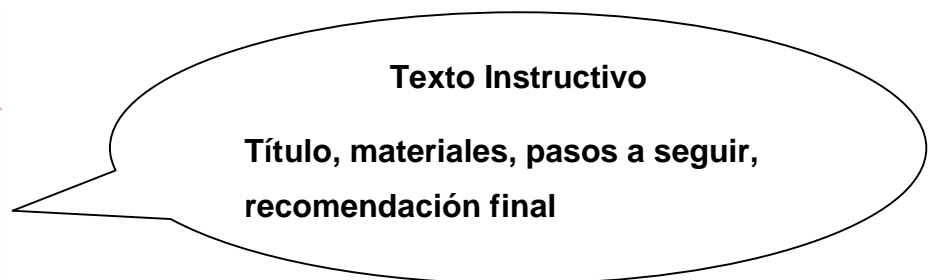 Texto Instructivo
Título, materiales, pasos a seguir,
recomendación final